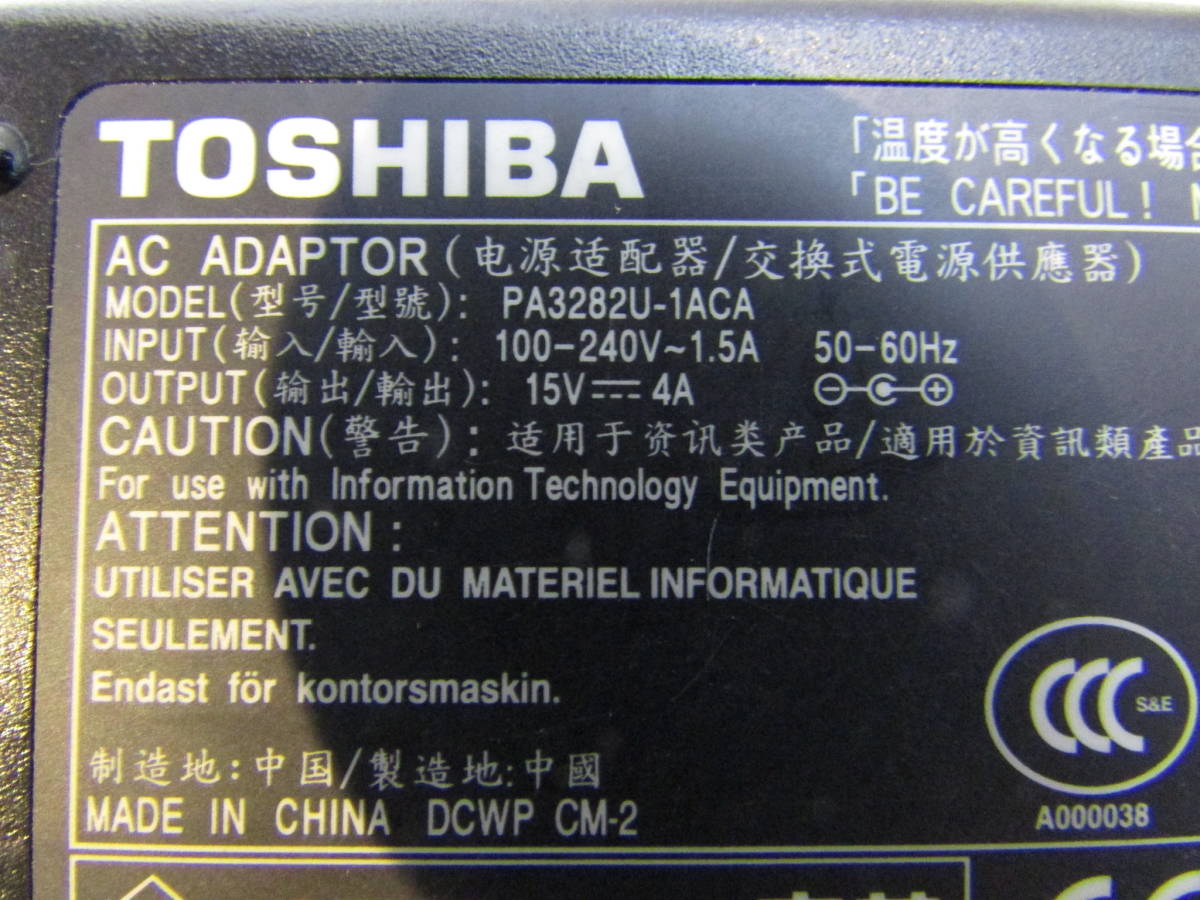 TOSHIBA
「温度が高くなる場合
「BE CAREFUL!
AC ADAPTOR(电源适配器/交換式電源供應器)
MODEL(型号/型號): PA3282U-1ACA
INPUT(输入/輸入): 100-240V~1.5A 50-60Hz
OUTPUT(输出/輸出): 15V⎓4A
CAUTION(警告): 适用于资讯类产品/適用於資訊類產品
For use with Information Technology Equipment.
ATTENTION :
UTILISER AVEC DU MATERIEL INFORMATIQUE
SEULEMENT.
Endast för kontorsmaskin.
CCC S&E
A000038
制造地:中国/製造地:中國
MADE IN CHINA DCWP CM-2